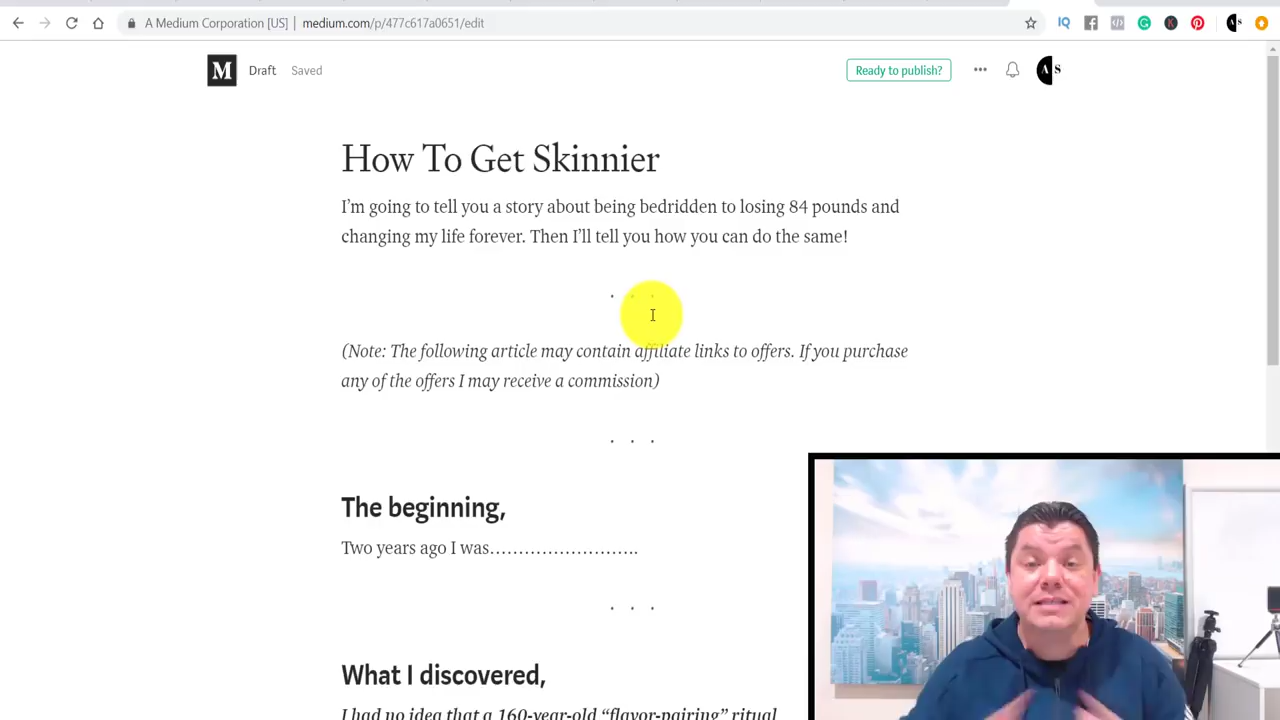 A Medium Corporation [US] | medium.com/p/477c617a0651/edit
IQ
M Draft Saved Ready to publish? A S
How To Get Skinnier
I'm going to tell you a story about being bedridden to losing 84 pounds and
changing my life forever. Then I'll tell you how you can do the same!
. . .
(Note: The following article may contain affiliate links to offers. If you purchase
any of the offers I may receive a commission)
. . .
The beginning,
Two years ago I was……………………..
. . .
What I discovered,
I had no idea that a 160-year-old “flavor-pairing” ritual